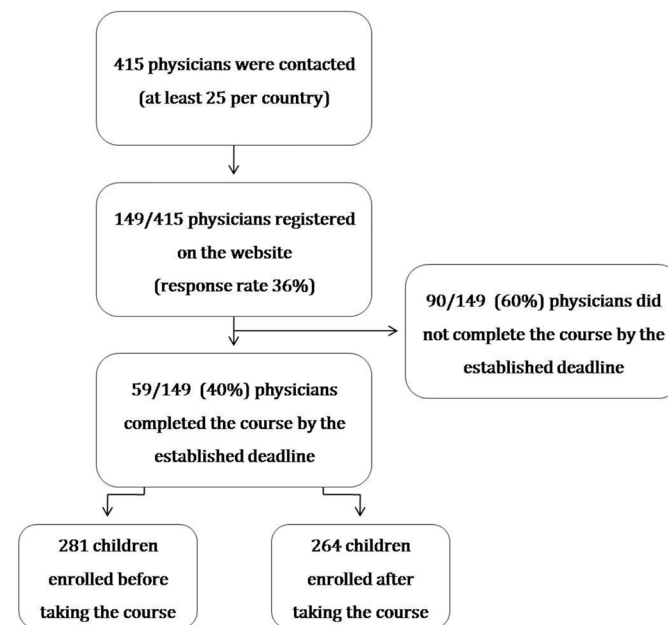 415 physicians were contacted
(at least 25 per country)
149/415 physicians registered
on the website
(response rate 36%)
90/149 (60%) physicians did
not complete the course by the
established deadline
59/149 (40%) physicians
completed the course by the
established deadline
281 children
enrolled before
taking the course
264 children
enrolled after
taking the course